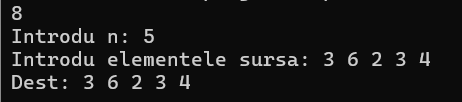 8
Introdu n: 5
Introdu elementele sursa: 3 6 2 3 4
Dest: 3 6 2 3 4